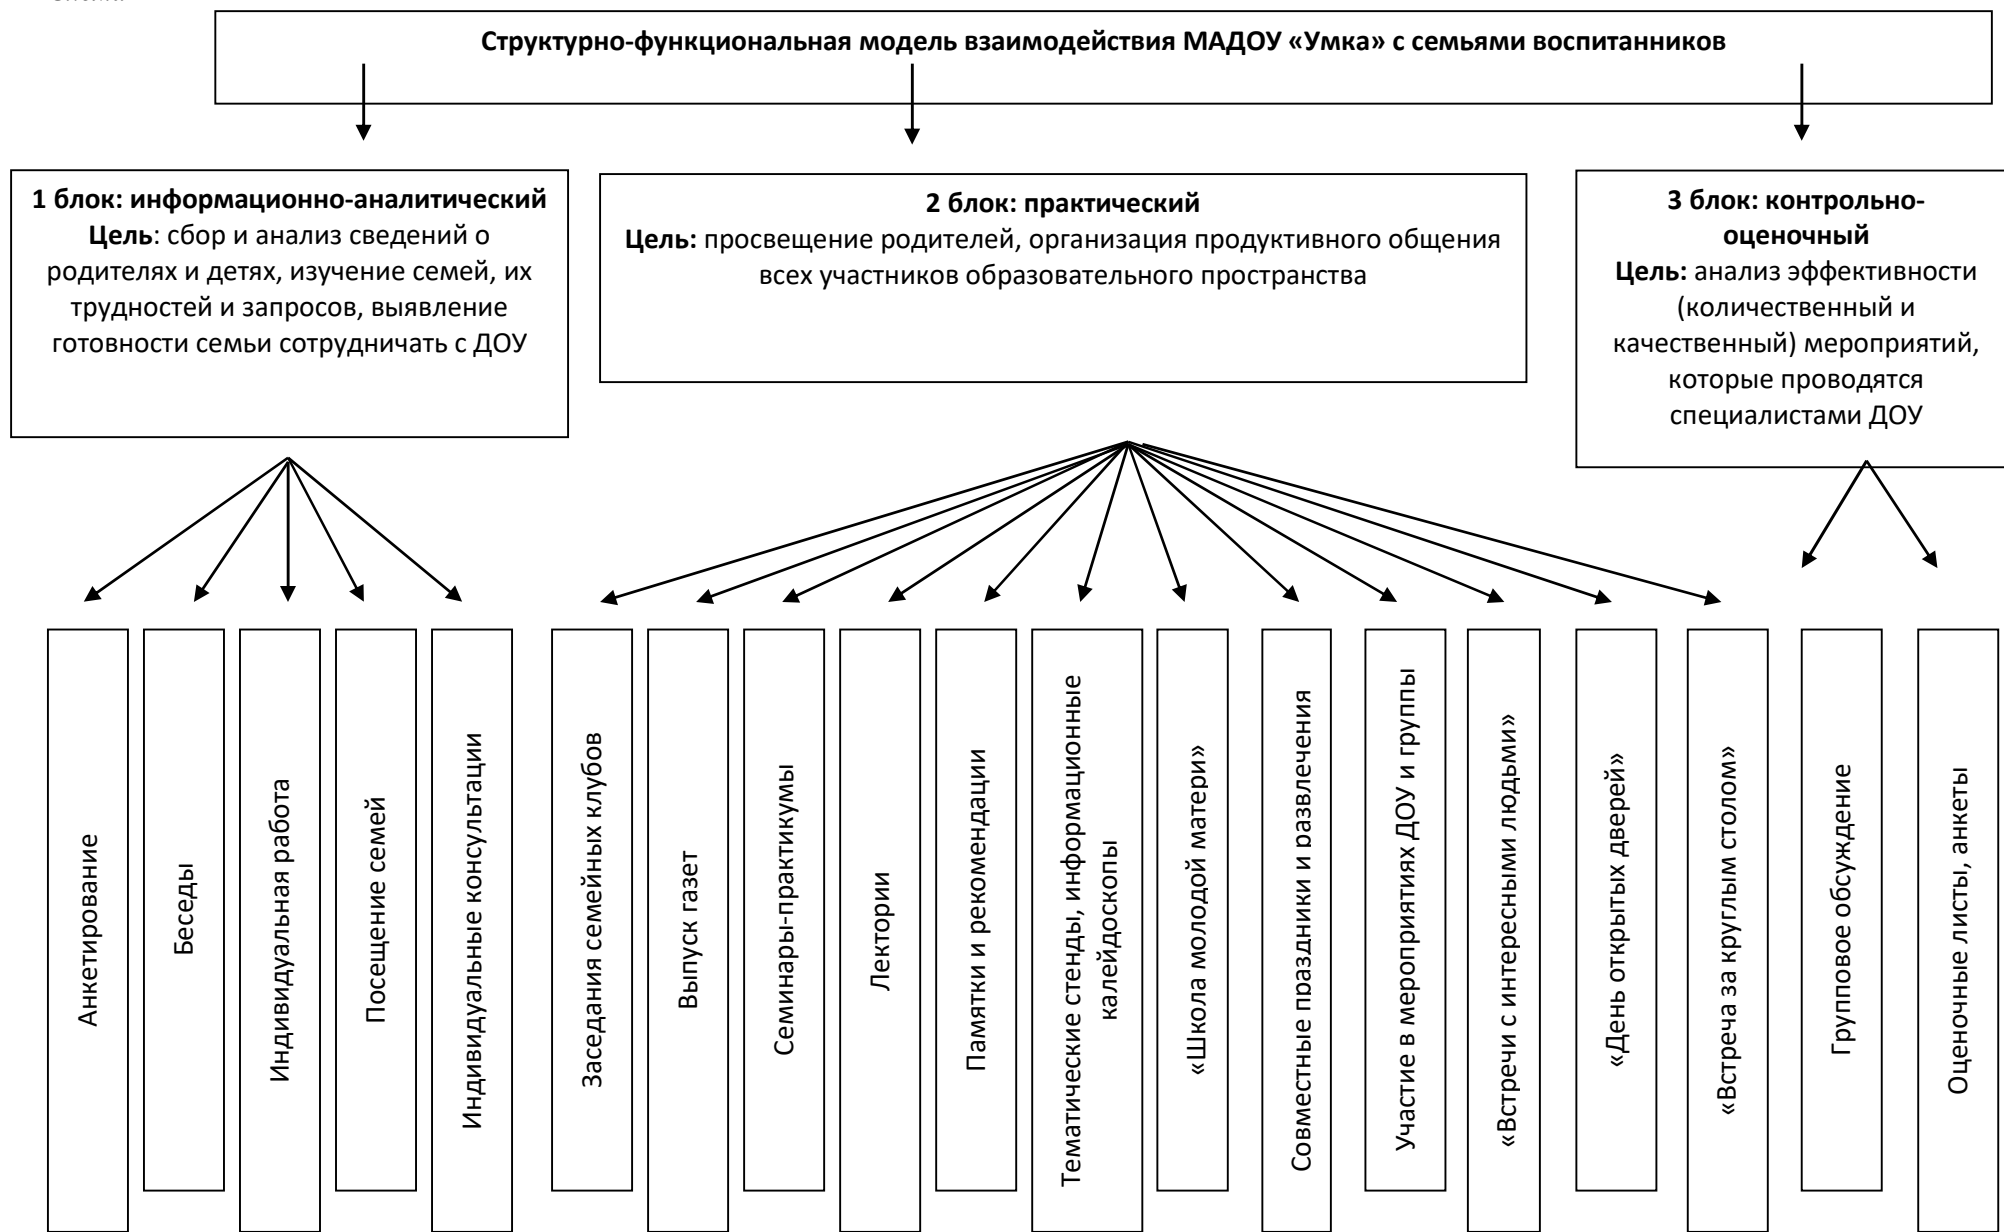 Структурно-функциональная модель взаимодействия МАДОУ «Умка» с семьями воспитанников
1 блок: информационно-аналитический
Цель: сбор и анализ сведений о
родителях и детях, изучение семей, их
трудностей и запросов, выявление
готовности семьи сотрудничать с ДОУ
2 блок: практический
Цель: просвещение родителей, организация продуктивного общения
всех участников образовательного пространства
3 блок: контрольно-
оценочный
Цель: анализ эффективности
(количественный и
качественный) мероприятий,
которые проводятся
специалистами ДОУ
Анкетирование
Беседы
Индивидуальная работа
Посещение семей
Индивидуальные консультации
Заседания семейных клубов
Выпуск газет
Семинары-практикумы
Лектории
Памятки и рекомендации
Тематические стенды, информационные
калейдоскопы
«Школа молодой матери»
Совместные праздники и развлечения
Участие в мероприятиях ДОУ и группы
«Встречи с интересными людьми»
«День открытых дверей»
«Встреча за круглым столом»
Групповое обсуждение
Оценочные листы, анкеты